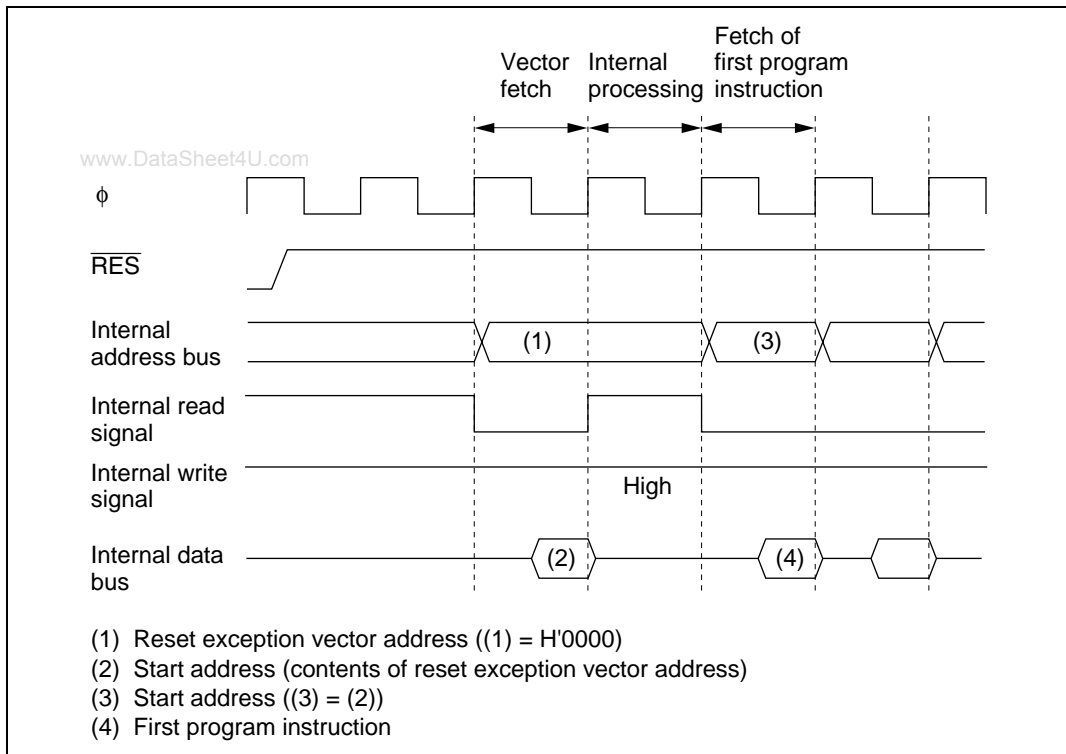 Vector
fetch
Internal
processing
Fetch of
first program
instruction
www.DataSheet4U.com
φ
RES
Internal
address bus
(1)
(3)
Internal read
signal
Internal write
signal
High
Internal data
bus
(2)
(4)
(1) Reset exception vector address ((1) = H'0000)
(2) Start address (contents of reset exception vector address)
(3) Start address ((3) = (2))
(4) First program instruction